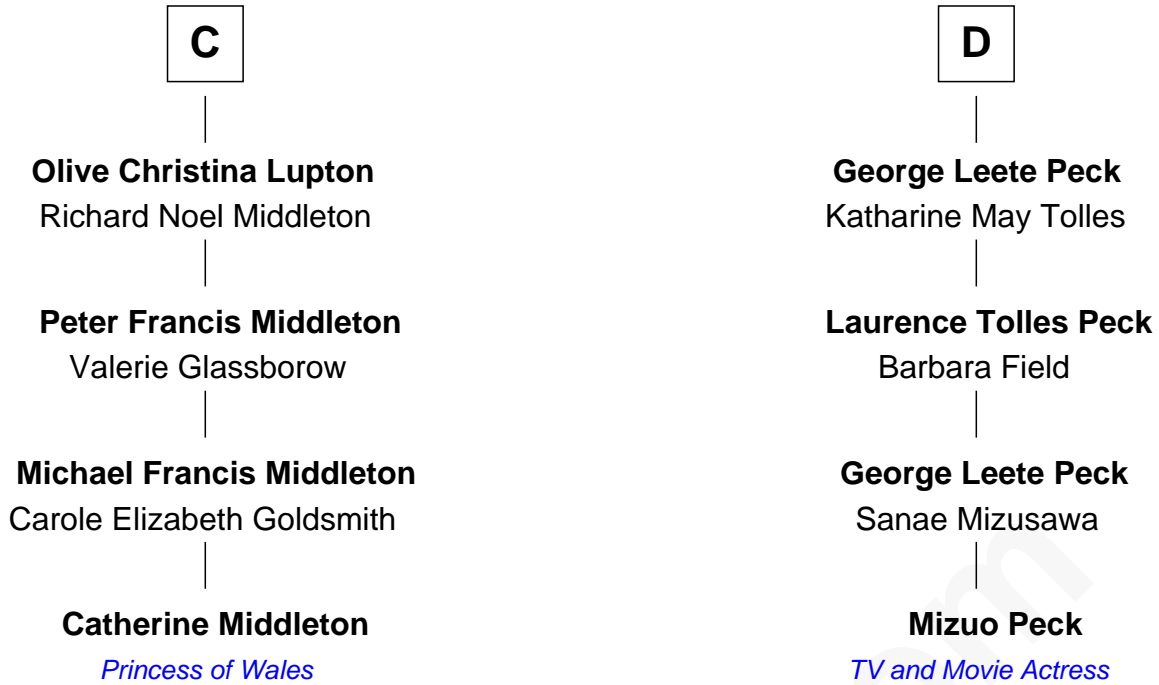 C
Olive Christina Lupton
Richard Noel Middleton
Peter Francis Middleton
Valerie Glassborow
Michael Francis Middleton
Carole Elizabeth Goldsmith
Catherine Middleton
Princess of Wales
D
George Leete Peck
Katharine May Tolles
Laurence Tolles Peck
Barbara Field
George Leete Peck
Sanae Mizusawa
Mizuo Peck
TV and Movie Actress